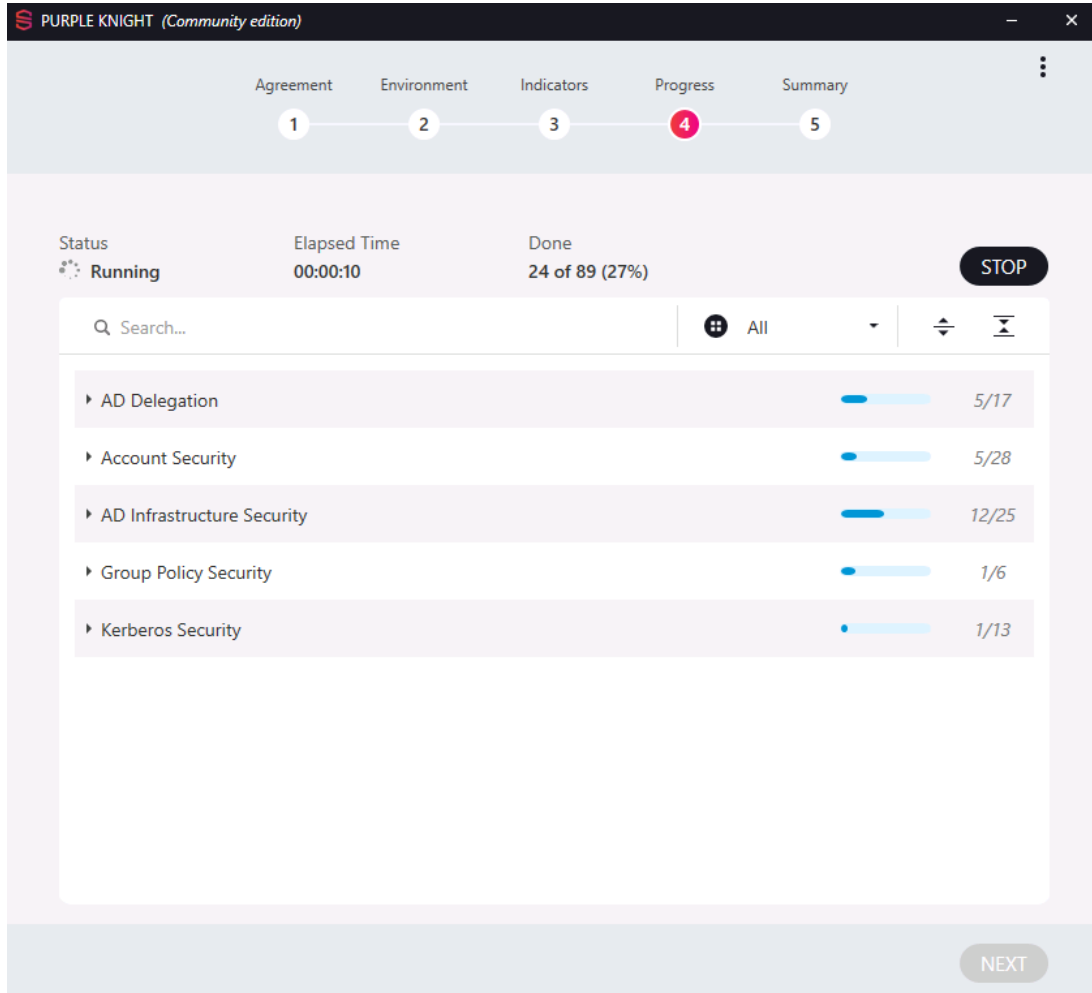 PURPLE KNIGHT (Community edition)
Agreement Environment Indicators Progress Summary
1 2 3 4 5
Status Elapsed Time Done
Running 00:00:10 24 of 89 (27%)
STOP
Search... All
AD Delegation 5/17
Account Security 5/28
AD Infrastructure Security 12/25
Group Policy Security 1/6
Kerberos Security 1/13
NEXT